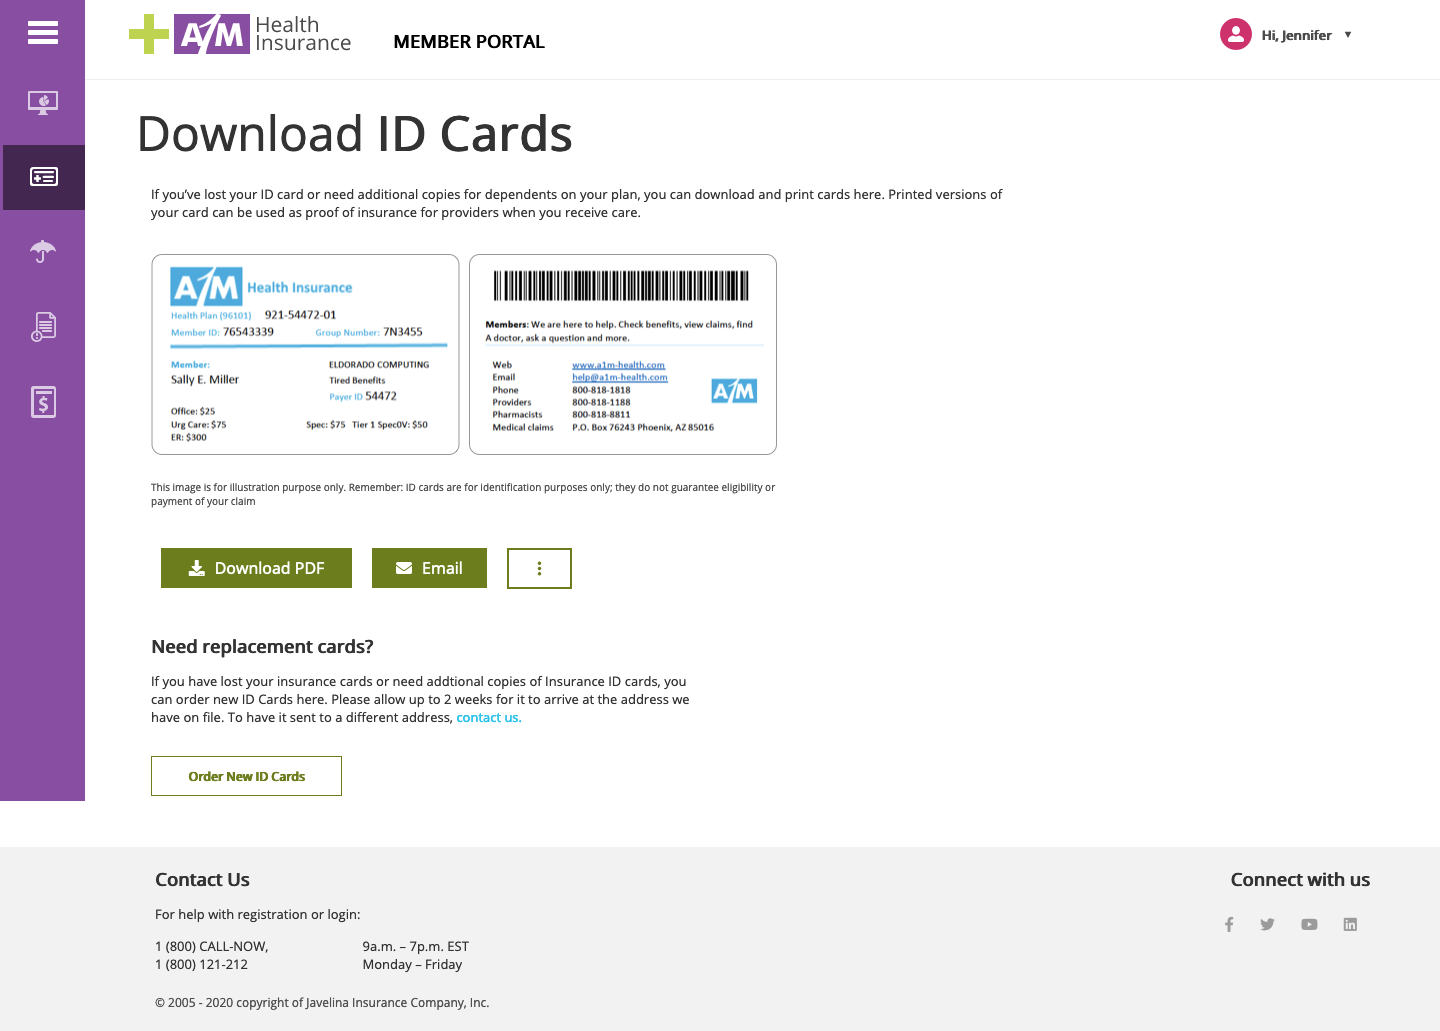 A1M Health
Insurance
MEMBER PORTAL
Hi, Jennifer
Download ID Cards
If you’ve lost your ID card or need additional copies for dependents on your plan, you can download and print cards here. Printed versions of
your card can be used as proof of insurance for providers when you receive care.
A1M Health Insurance
Health Plan (96101) 921-54472-01
Member ID: 76543339 Group Number: 7N3455
Member: ELDORADO COMPUTING
Sally E. Miller Tired Benefits
Payer ID 54472
Office: $25
Urg Care: $75 Spec: $75 Tier 1 Spec0V: $50
ER: $300
Members: We are here to help. Check benefits, view claims, find
A doctor, ask a question and more.
Web www.a1m-health.com
Email help@a1m-health.com
Phone 800-818-1818
Providers 800-818-1188
Pharmacists 800-818-8811
Medical claims P.O. Box 76243 Phoenix, AZ 85016
A1M
This image is for illustration purpose only. Remember: ID cards are for identification purposes only; they do not guarantee eligibility or
payment of your claim
Download PDF
Email
Need replacement cards?
If you have lost your insurance cards or need addtional copies of Insurance ID cards, you
can order new ID Cards here. Please allow up to 2 weeks for it to arrive at the address we
have on file. To have it sent to a different address, contact us.
Order New ID Cards
Contact Us
For help with registration or login:
1 (800) CALL-NOW, 9a.m. – 7p.m. EST
1 (800) 121-212 Monday – Friday
© 2005 - 2020 copyright of Javelina Insurance Company, Inc.
Connect with us